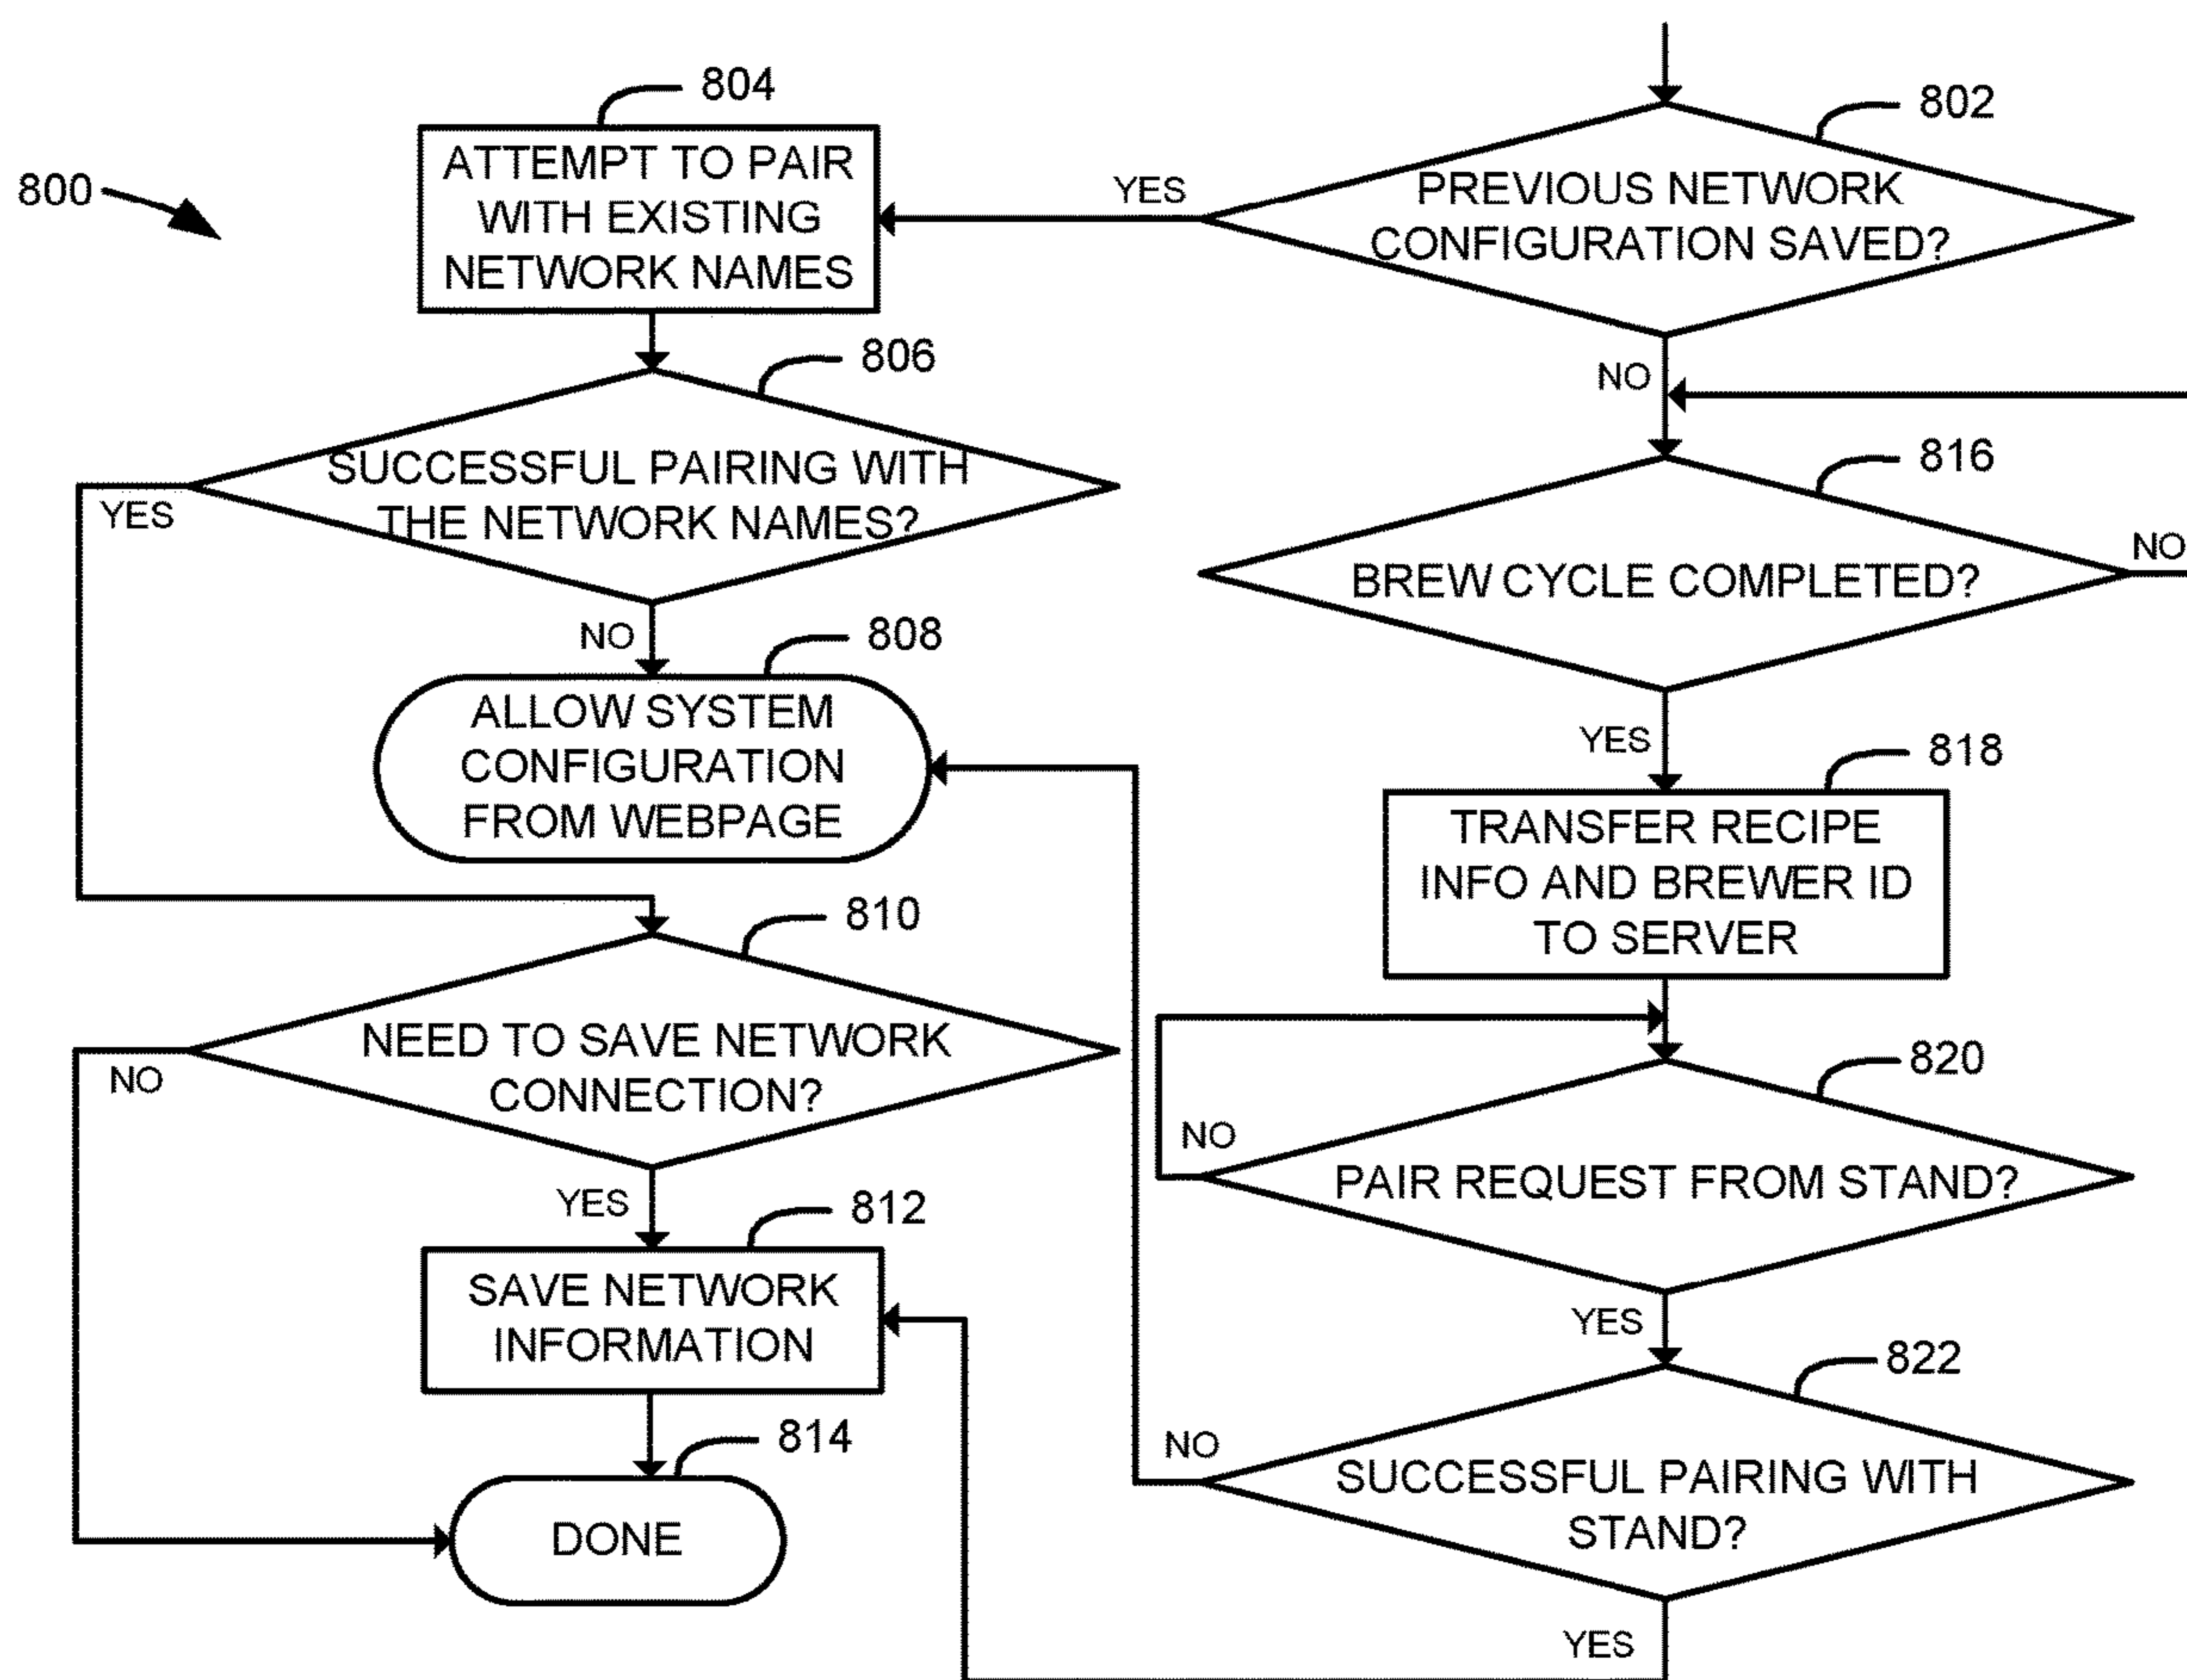 800
804
ATTEMPT TO PAIR
WITH EXISTING
NETWORK NAMES
YES
802
PREVIOUS NETWORK
CONFIGURATION SAVED?
NO
806
SUCCESSFUL PAIRING WITH
THE NETWORK NAMES?
YES
NO
808
ALLOW SYSTEM
CONFIGURATION
FROM WEBPAGE
810
NEED TO SAVE NETWORK
CONNECTION?
NO
YES
812
SAVE NETWORK
INFORMATION
814
DONE
816
BREW CYCLE COMPLETED?
NO
YES
818
TRANSFER RECIPE
INFO AND BREWER ID
TO SERVER
820
PAIR REQUEST FROM STAND?
NO
YES
822
SUCCESSFUL PAIRING WITH
STAND?
NO
YES